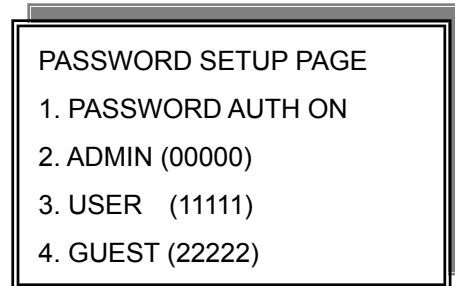 PASSWORD SETUP PAGE
1. PASSWORD AUTH ON
2. ADMIN (00000)
3. USER (11111)
4. GUEST (22222)